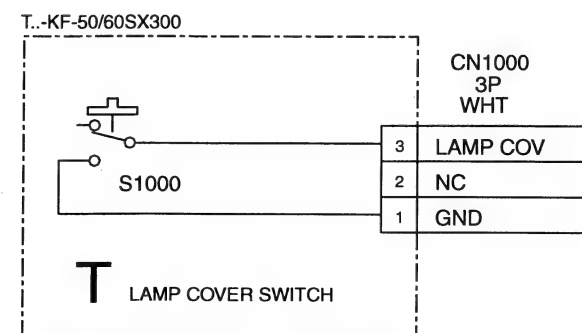 T..-KF-50/60SX300
CN1000
3P
WHT
3 LAMP COV
2 NC
1 GND
S1000
T LAMP COVER SWITCH